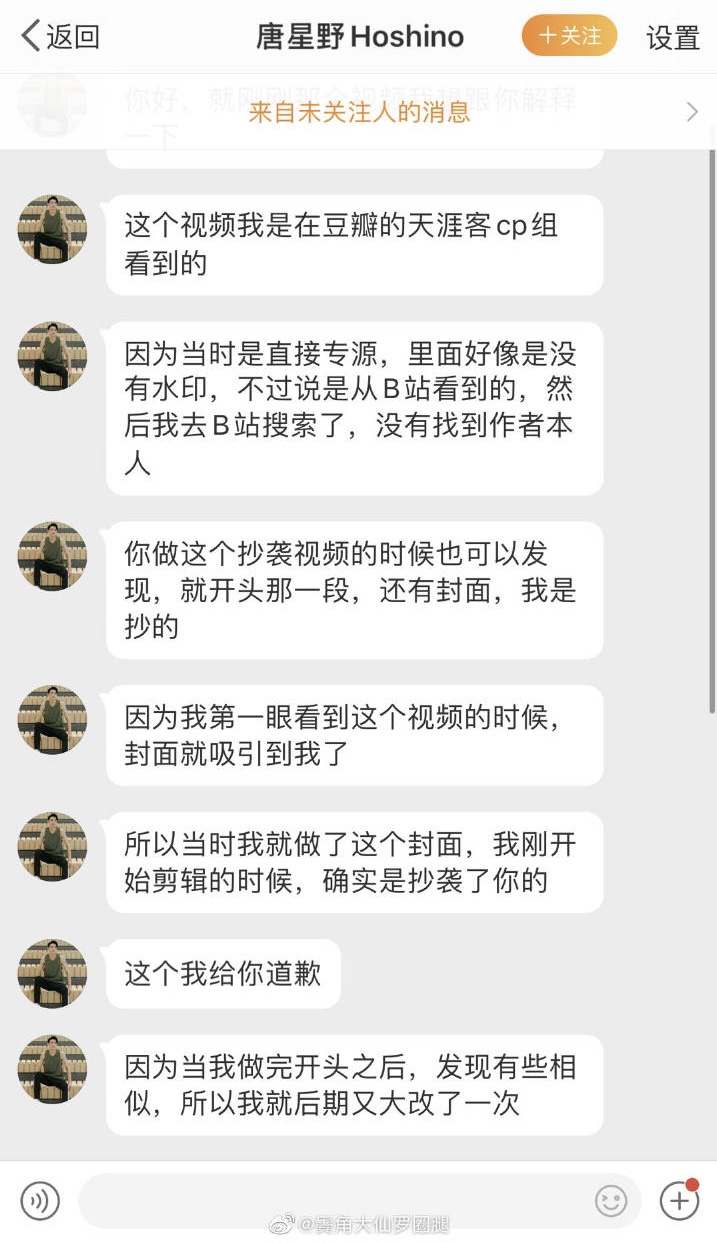 返回
唐星野Hoshino
+关注
设置
你好，就刚刚那个视频我想跟你解释
一下
来自未关注人的消息
这个视频我是在豆瓣的天涯客cp组
看到的
因为当时是直接专源，里面好像是没
有水印，不过说是从B站看到的，然
后我去B站搜索了，没有找到作者本
人
你做这个抄袭视频的时候也可以发
现，就开头那一段，还有封面，我是
抄的
因为我第一眼看到这个视频的时候，
封面就吸引到我了
所以当时我就做了这个封面，我刚开
始剪辑的时候，确实是抄袭了你的
这个我给你道歉
因为当我做完开头之后，发现有些相
似，所以我就后期又大改了一次
@鬓角大仙罗圈腿